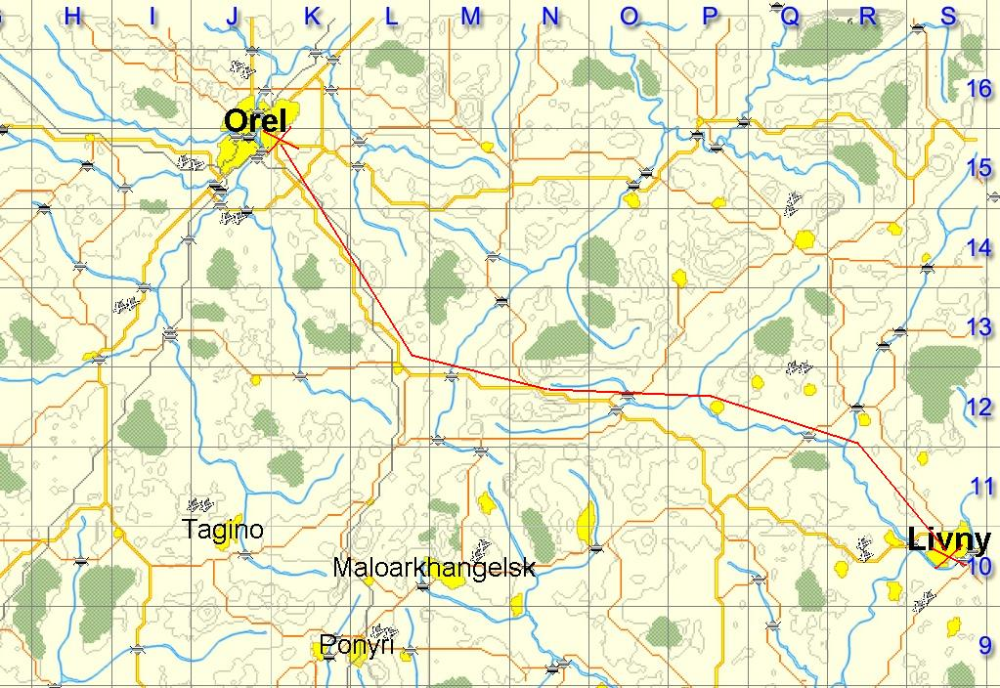 H I J K L M N O P Q R S
16
Orel
15
14
13
12
11
Tagino
Livny
Maloarkhangelsk
10
Ponyri
9